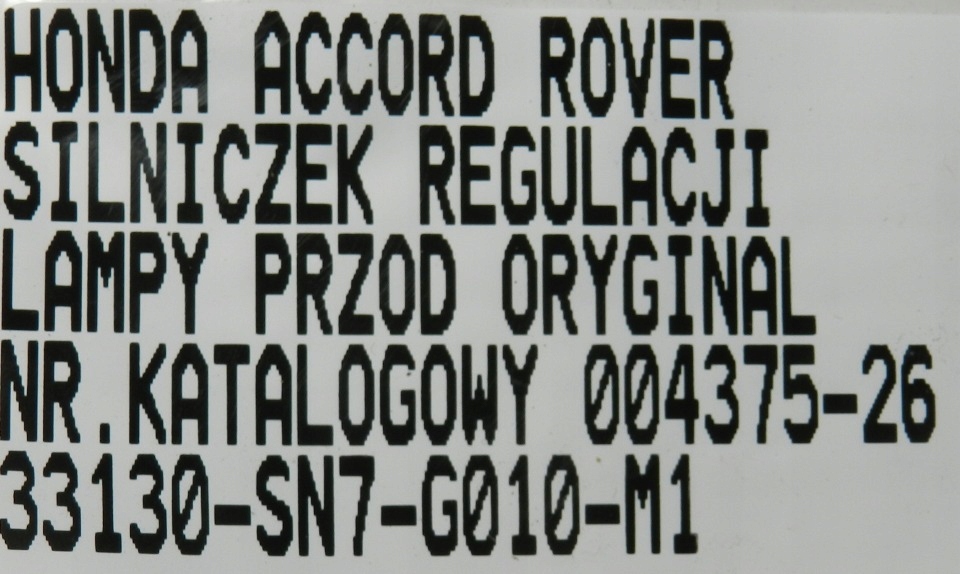 HONDA ACCORD ROVER
SILNICZEK REGULACJI
LAMPY PRZOD ORYGINAL
NR.KATALOGOWY 004375-26
33130-SN7-G010-M1